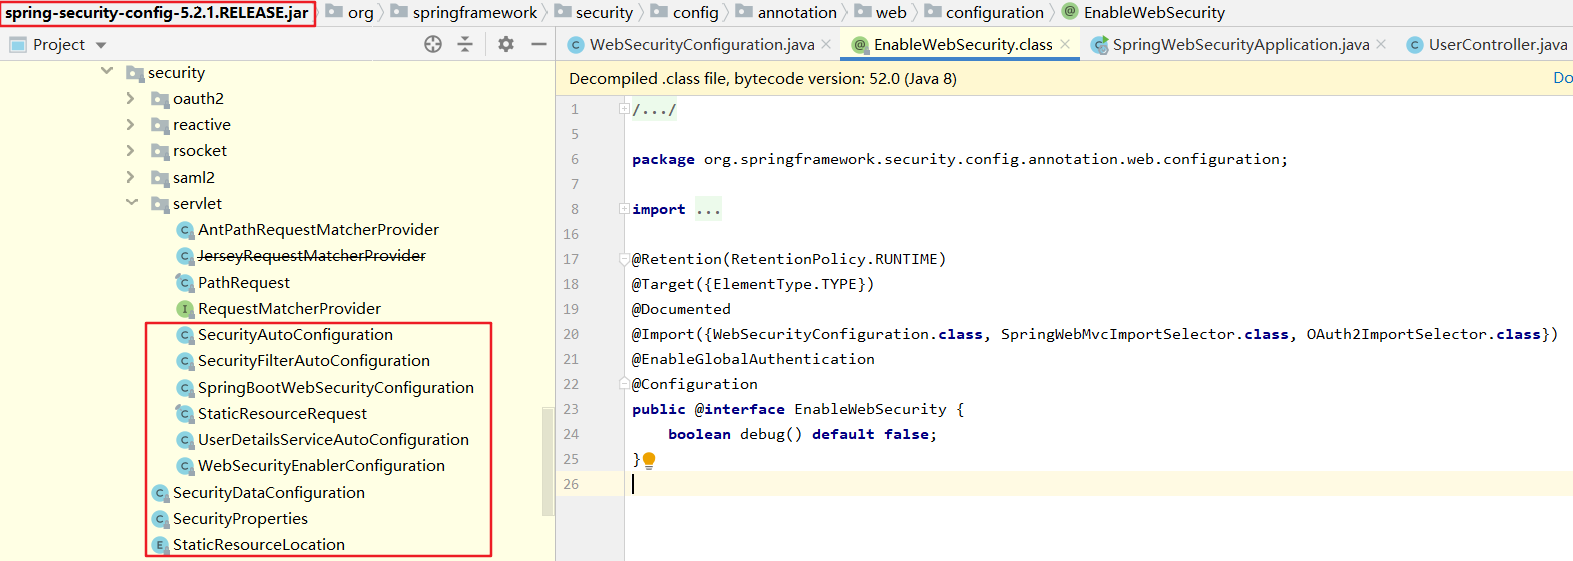 spring-security-config-5.2.1.RELEASE.jar org springframework security config annotation web configuration EnableWebSecurity
Project
WebSecurityConfiguration.java EnableWebSecurity.class SpringWebSecurityApplication.java UserController.java
security
oauth2
reactive
rsocket
saml2
servlet
AntPathRequestMatcherProvider
JerseyRequestMatcherProvider
PathRequest
RequestMatcherProvider
SecurityAutoConfiguration
SecurityFilterAutoConfiguration
SpringBootWebSecurityConfiguration
StaticResourceRequest
UserDetailsServiceAutoConfiguration
WebSecurityEnablerConfiguration
SecurityDataConfiguration
SecurityProperties
StaticResourceLocation
Decompiled .class file, bytecode version: 52.0 (Java 8) Do
1 /.../
5
6 package org.springframework.security.config.annotation.web.configuration;
7
8 import ...
16
17 @Retention(RetentionPolicy.RUNTIME)
18 @Target({ElementType.TYPE})
19 @Documented
20 @Import({WebSecurityConfiguration.class, SpringWebMvcImportSelector.class, OAuth2ImportSelector.class})
21 @EnableGlobalAuthentication
22 @Configuration
23 public @interface EnableWebSecurity {
24 boolean debug() default false;
25 }
26